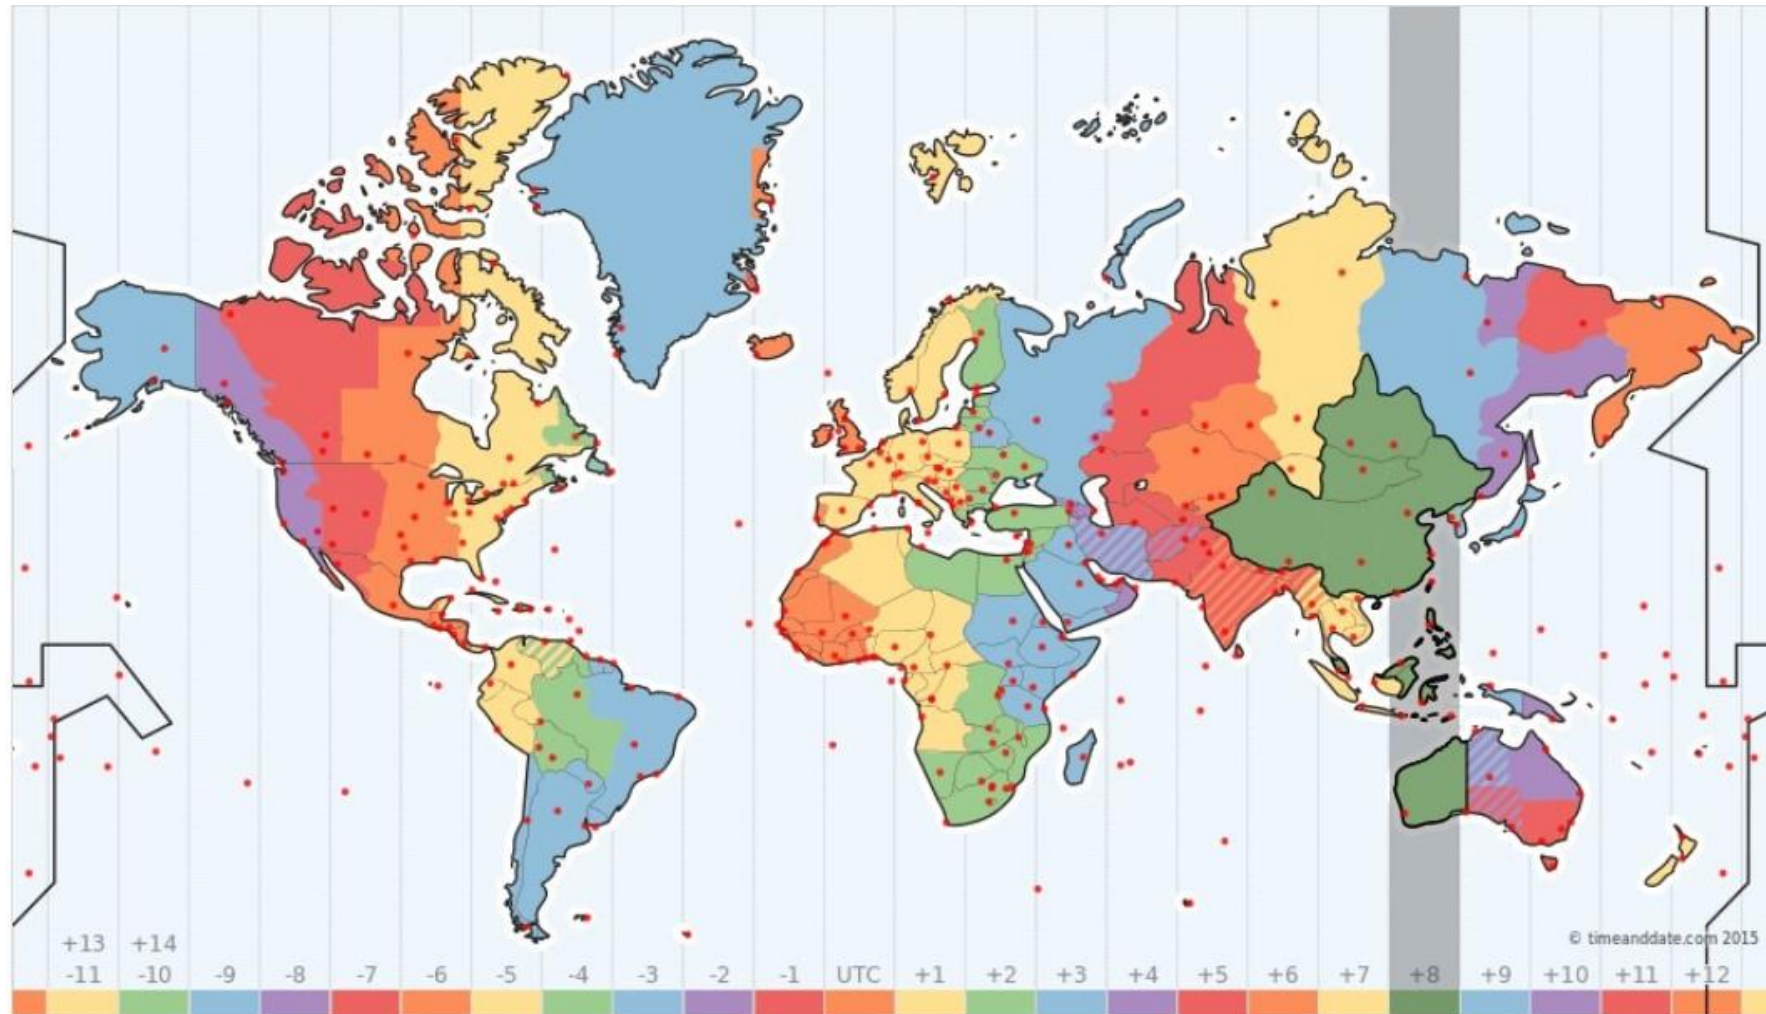 © timeanddate.com 2015
+13 +14
-11 -10 -9 -8 -7 -6 -5 -4 -3 -2 -1 UTC +1 +2 +3 +4 +5 +6 +7 +8 +9 +10 +11 +12